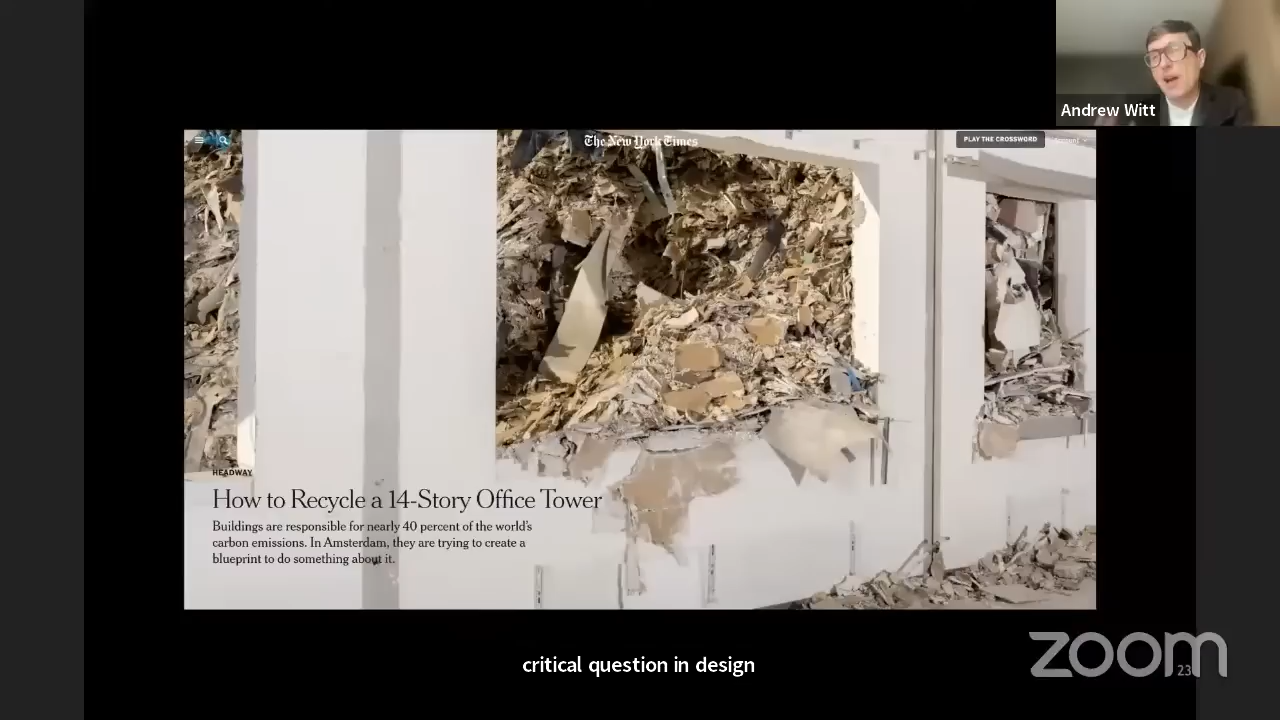 Andrew Witt
The New York Times
PLAY THE CROSSWORD
HEADWAY
How to Recycle a 14-Story Office Tower
Buildings are responsible for nearly 40 percent of the world's
carbon emissions. In Amsterdam, they are trying to create a
blueprint to do something about it.
critical question in design
zoom
23